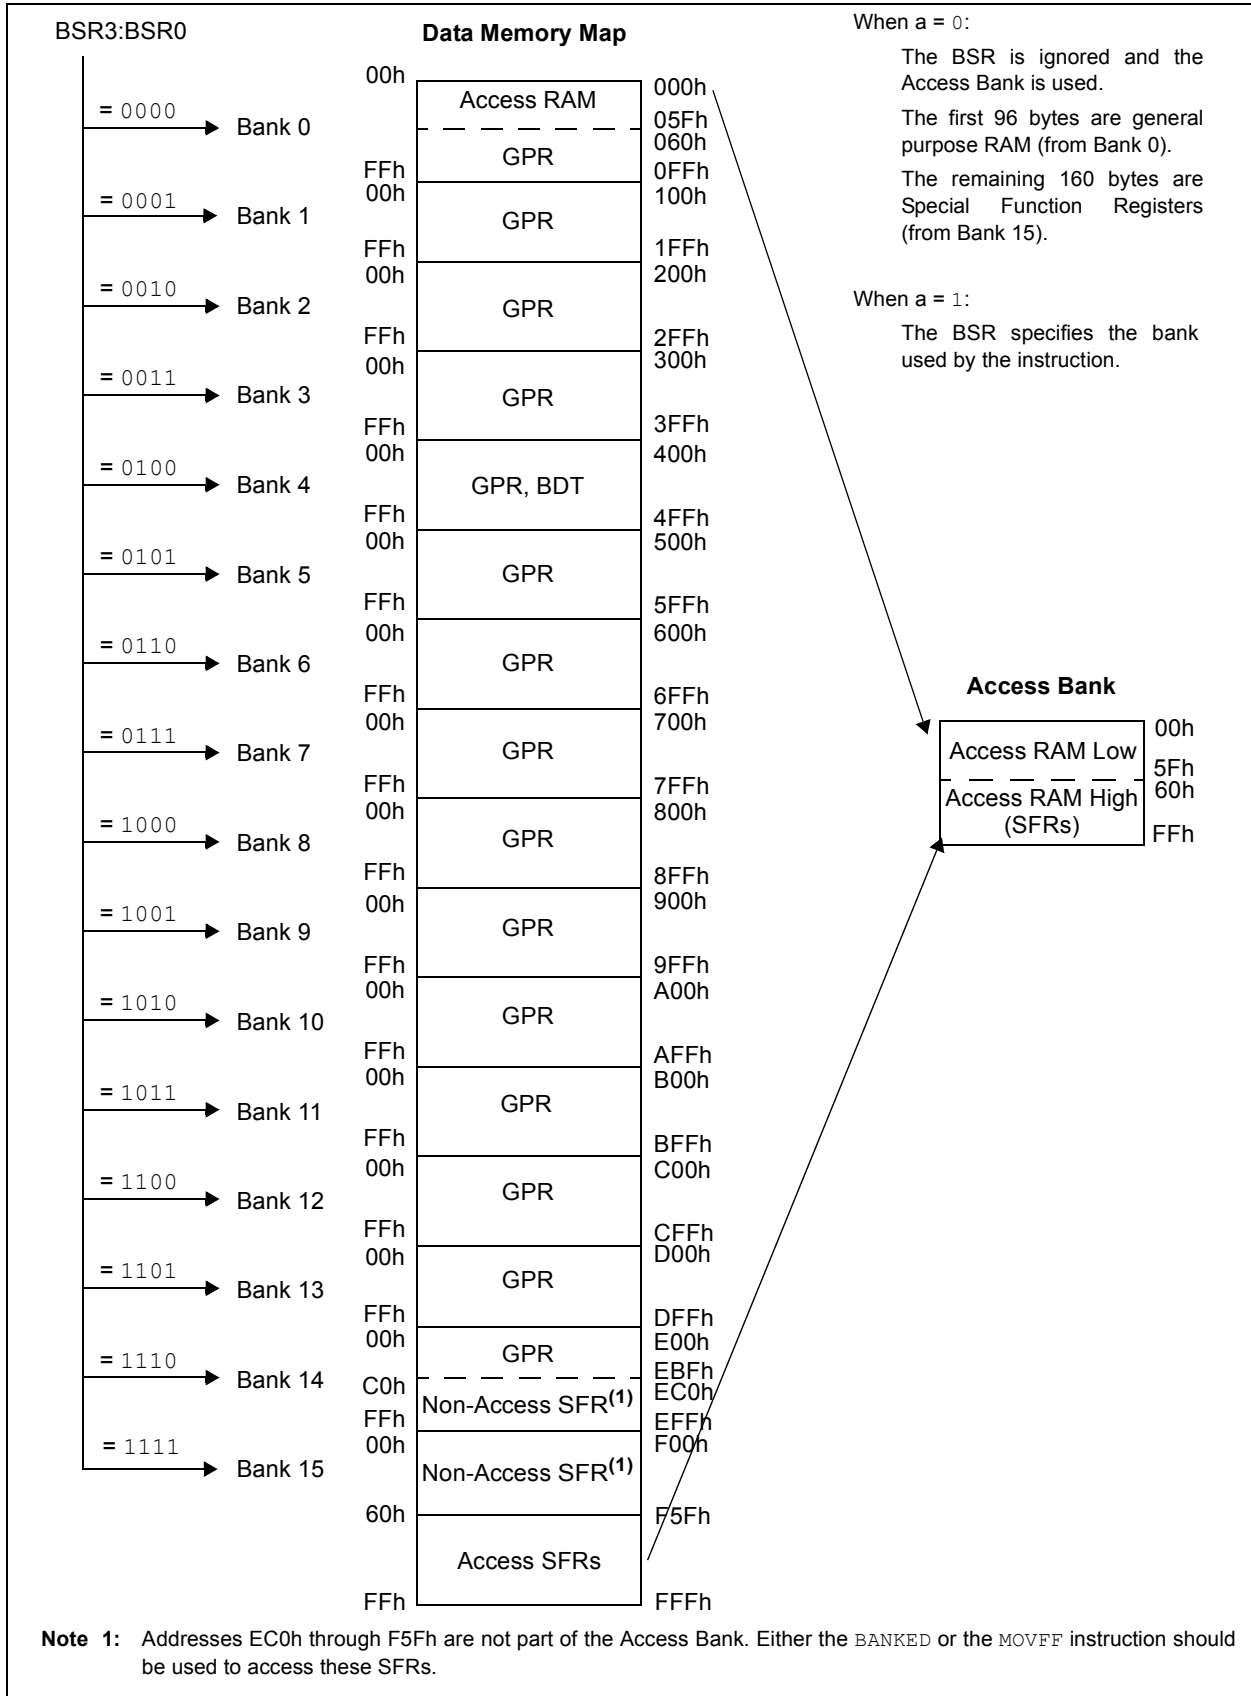 BSR3:BSR0
Data Memory Map
When a = 0:
The BSR is ignored and the
Access Bank is used.
The first 96 bytes are general
purpose RAM (from Bank 0).
The remaining 160 bytes are
Special Function Registers
(from Bank 15).
When a = 1:
The BSR specifies the bank
used by the instruction.
= 0000
Bank 0
00h
Access RAM
000h
05Fh
060h
GPR
FFh
0FFh
= 0001
Bank 1
00h
100h
GPR
FFh
1FFh
= 0010
Bank 2
00h
200h
GPR
FFh
2FFh
= 0011
Bank 3
00h
300h
GPR
FFh
3FFh
= 0100
Bank 4
00h
400h
GPR, BDT
FFh
4FFh
= 0101
Bank 5
00h
500h
GPR
FFh
5FFh
= 0110
Bank 6
00h
600h
GPR
FFh
6FFh
= 0111
Bank 7
00h
700h
GPR
FFh
7FFh
= 1000
Bank 8
00h
800h
GPR
FFh
8FFh
= 1001
Bank 9
00h
900h
GPR
FFh
9FFh
= 1010
Bank 10
00h
A00h
GPR
FFh
AFFh
= 1011
Bank 11
00h
B00h
GPR
FFh
BFFh
= 1100
Bank 12
00h
C00h
GPR
FFh
CFFh
= 1101
Bank 13
00h
D00h
GPR
FFh
DFFh
= 1110
Bank 14
00h
E00h
GPR
EBFh
C0h
EC0h
Non-Access SFR(1)
FFh
EFFh
= 1111
Bank 15
00h
F00h
Non-Access SFR(1)
60h
F5Fh
Access SFRs
FFh
FFFh
Access Bank
Access RAM Low
00h
5Fh
Access RAM High
(SFRs)
60h
FFh
Note 1: Addresses EC0h through F5Fh are not part of the Access Bank. Either the BANKED or the MOVFF instruction should
be used to access these SFRs.